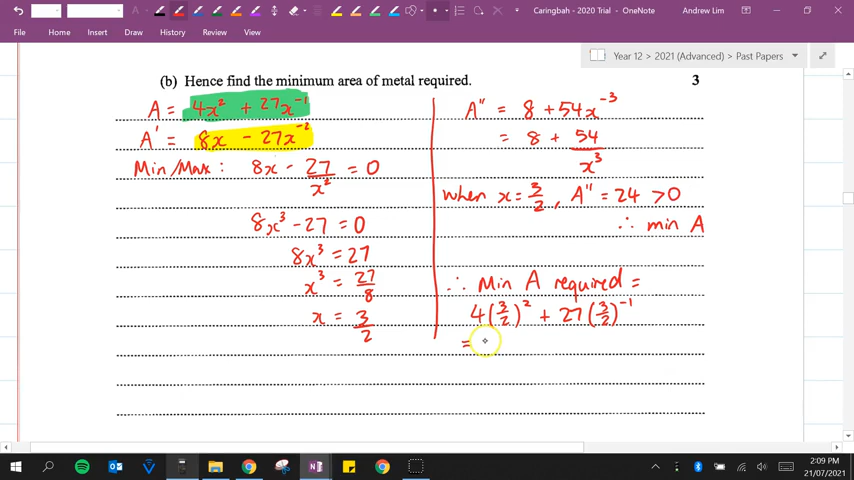 Caringbah - 2020 Trial - OneNote
Andrew Lim
File Home Insert Draw History Review View
Year 12 > 2021 (Advanced) > Past Papers
(b) Hence find the minimum area of metal required. 3
A = 4x² + 27x⁻¹
A' = 8x - 27x⁻²
Min/Max: 8x - 27/x² = 0
8x³ - 27 = 0
8x³ = 27
x³ = 27/8
x = 3/2
A" = 8 + 54x⁻³
= 8 + 54/x³
when x = 3/2, A" = 24 > 0
∴ min A
∴ Min A required =
4(3/2)² + 27(3/2)⁻¹
=
2:09 PM
21/07/2021